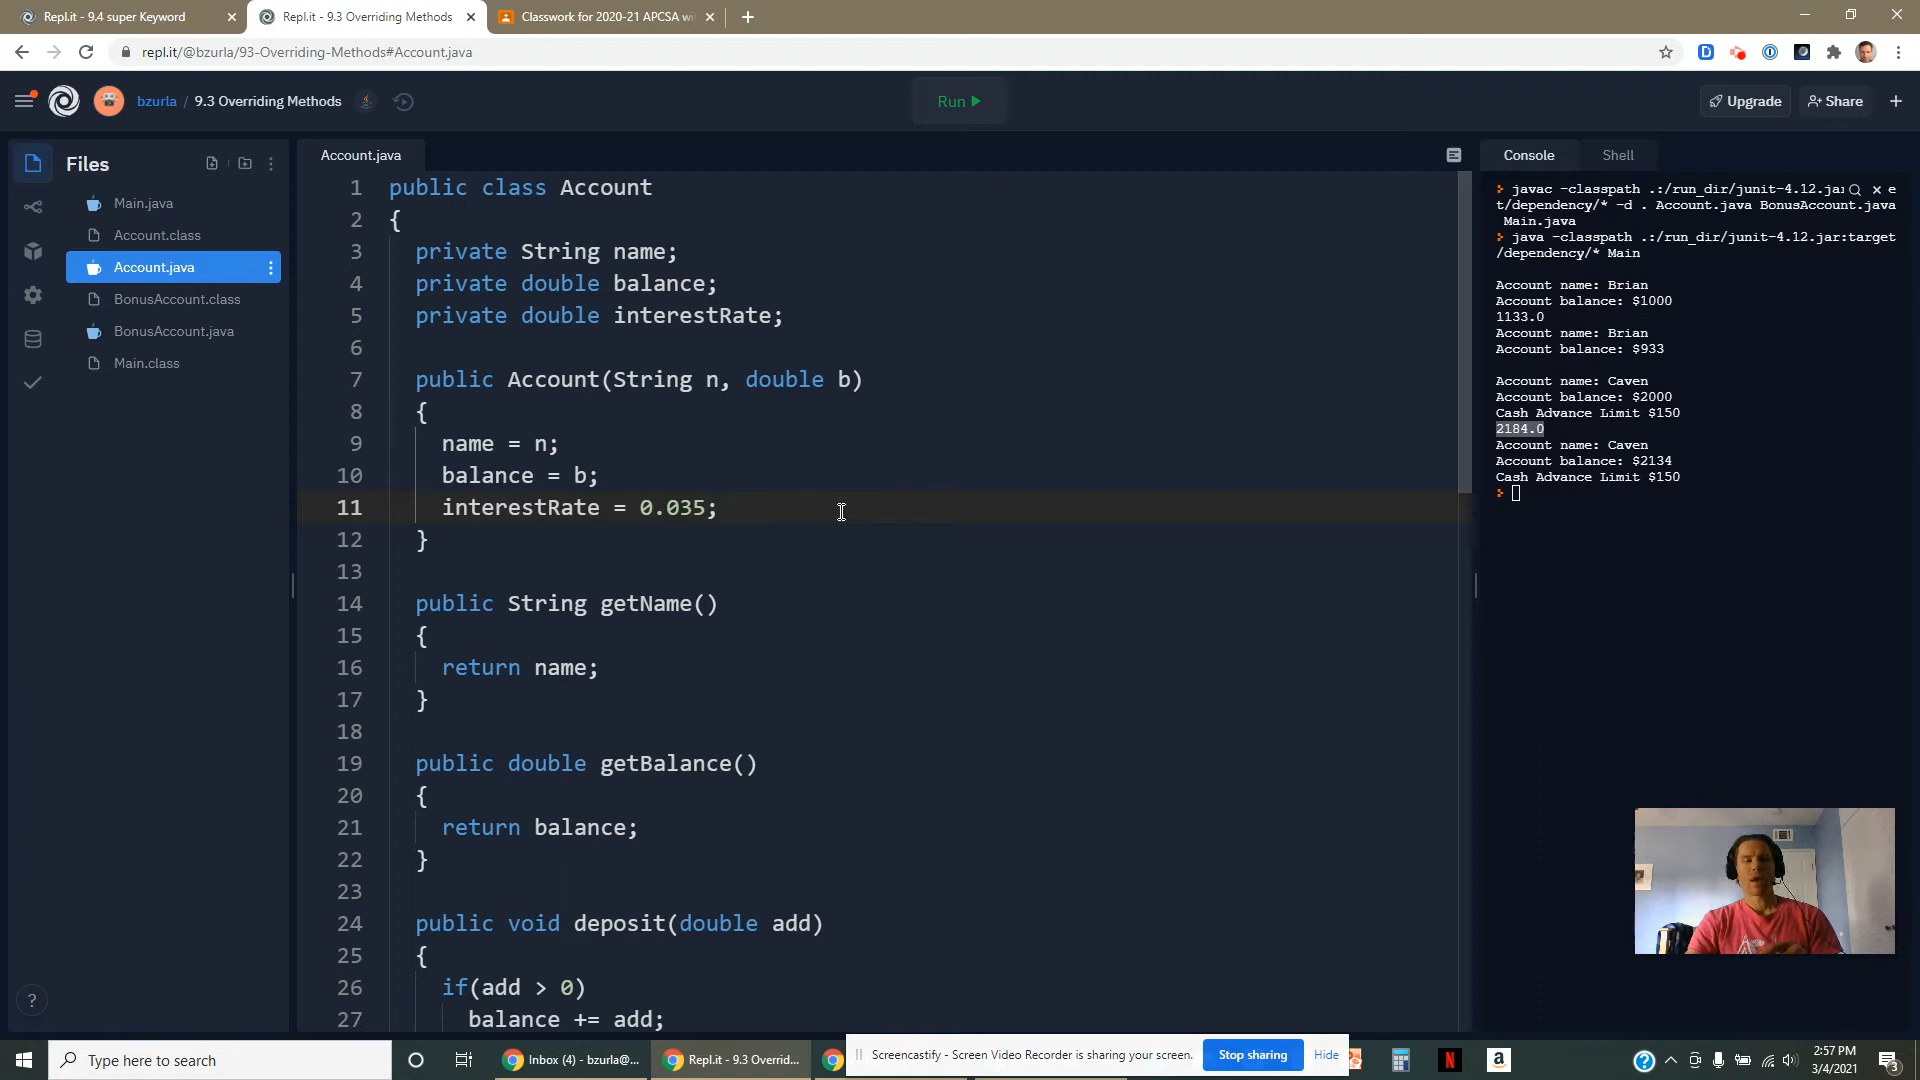 Repl.it - 9.4 super Keyword
Repl.it - 9.3 Overriding Methods
Classwork for 2020-21 APCSA wi
repl.it/@bzurla/93-Overriding-Methods#Account.java
bzurla / 9.3 Overriding Methods
Run
Upgrade
Share
Files
Main.java
Account.class
Account.java
BonusAccount.class
BonusAccount.java
Main.class
Account.java
1 public class Account
2 {
3 private String name;
4 private double balance;
5 private double interestRate;
6
7 public Account(String n, double b)
8 {
9 name = n;
10 balance = b;
11 interestRate = 0.035;
12 }
13
14 public String getName()
15 {
16 return name;
17 }
18
19 public double getBalance()
20 {
21 return balance;
22 }
23
24 public void deposit(double add)
25 {
26 if(add > 0)
27 balance += add;
Console
Shell
javac -classpath .:/run_dir/junit-4.12.ja
e
t/dependency/* -d . Account.java BonusAccount.java
Main.java
java -classpath .:/run_dir/junit-4.12.jar:target
/dependency/* Main
Account name: Brian
Account balance: $1000
1133.0
Account name: Brian
Account balance: $933
Account name: Caven
Account balance: $2000
Cash Advance Limit $150
2184.0
Account name: Caven
Account balance: $2134
Cash Advance Limit $150
?
Type here to search
Inbox (4) - bzurla@...
Repl.it - 9.3 Overrid...
Screencastify - Screen Video Recorder is sharing your screen.
Stop sharing
Hide
2:57 PM
3/4/2021
3